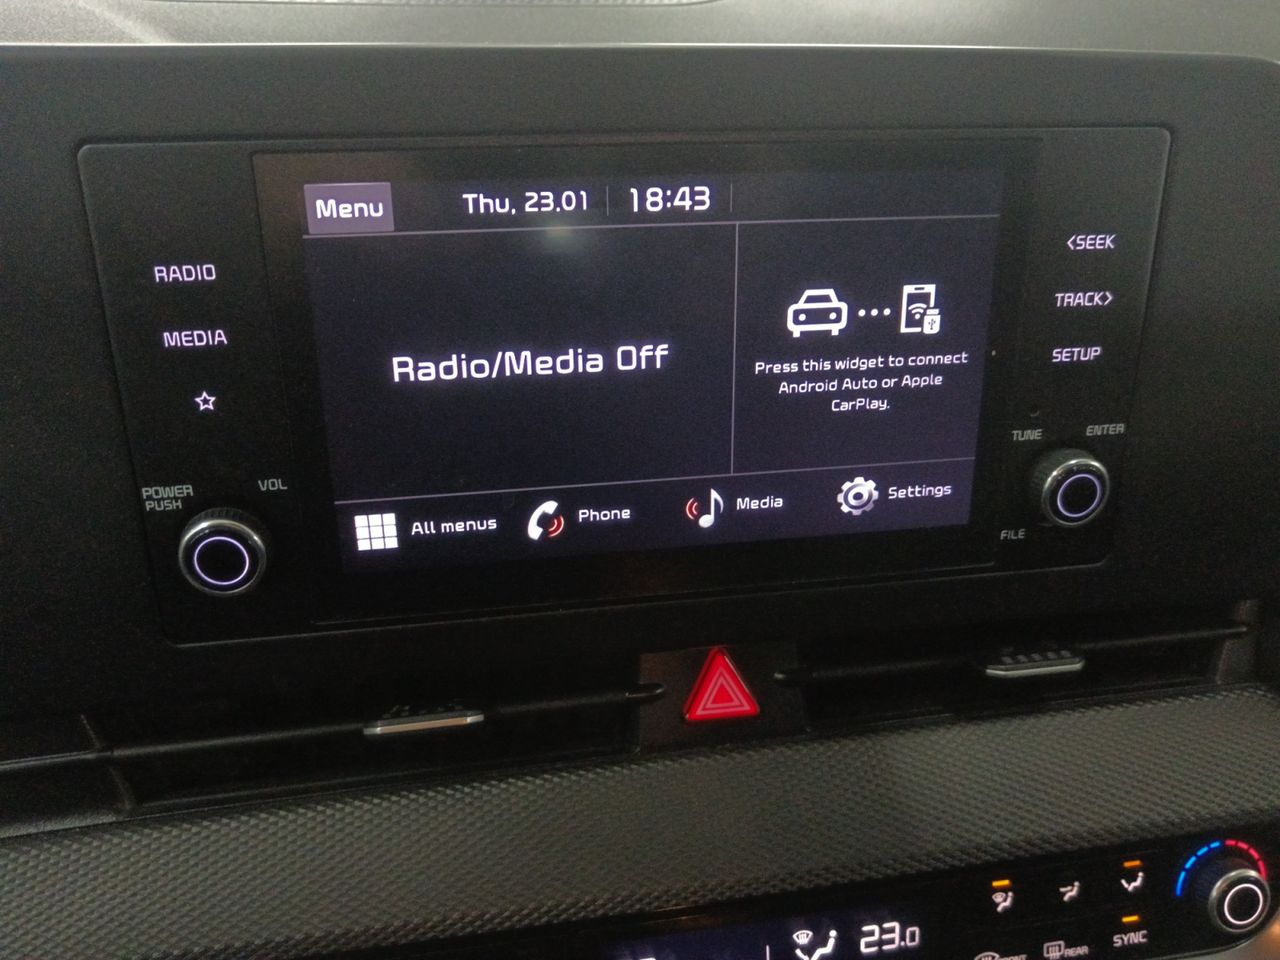 Menu
Thu, 23.01
18:43
RADIO
MEDIA
POWER
PUSH
VOL
Radio/Media Off
Press this widget to connect
Android Auto or Apple
CarPlay.
All menus
Phone
Media
Settings
<SEEK
TRACK>
SETUP
TUNE
ENTER
FILE
23.0
SYNC
REAR